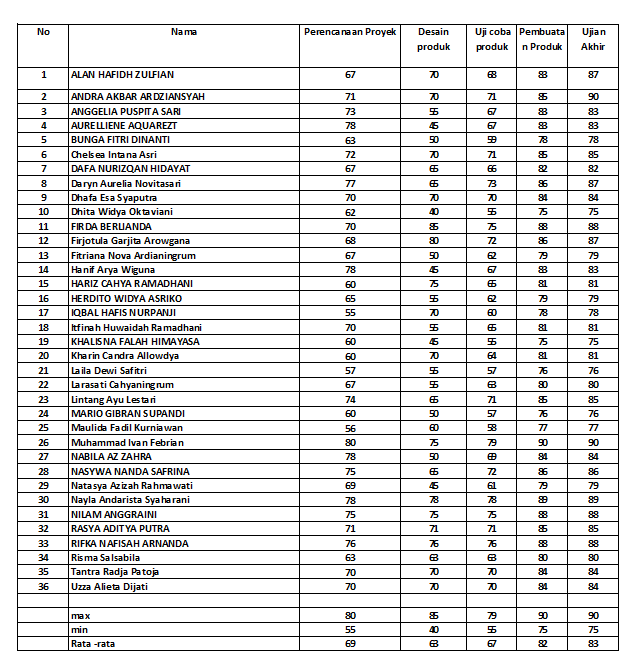 No Nama Perencanaan Proyek Desain produk Uji coba produk Pembuata n Produk Ujian Akhir
1 ALAN HAFIDH ZULFIAN 67 70 68 83 87
2 ANDRA AKBAR ARDZIANSYAH 71 70 71 85 90
3 ANGGELIA PUSPITA SARI 73 55 67 83 83
4 AURELLIENE AQUAREZT 78 45 67 83 83
5 BUNGA FITRI DINANTI 63 50 59 78 78
6 Chelsea Intana Asri 72 70 71 85 85
7 DAFA NURIZQAN HIDAYAT 67 65 66 82 82
8 Daryn Aurelia Novitasari 77 65 73 86 87
9 Dhafa Esa Syaputra 70 70 70 84 84
10 Dhita Widya Oktaviani 62 40 55 75 75
11 FIRDA BERLIANDA 70 85 75 88 88
12 Firjotula Garjita Arowgana 68 80 72 86 87
13 Fitriana Nova Ardianingrum 67 50 62 79 79
14 Hanif Arya Wiguna 78 45 67 83 83
15 HARIZ CAHYA RAMADHANI 60 75 65 81 81
16 HERDITO WIDYA ASRIKO 65 55 62 79 79
17 IQBAL HAFIS NURPANJI 55 70 60 78 78
18 Itfinah Huwaidah Ramadhani 70 55 65 81 81
19 KHALISNA FALAH HIMAYASA 60 45 55 75 75
20 Kharin Candra Allowdya 60 70 64 81 81
21 Laila Dewi Safitri 57 55 57 76 76
22 Larasati Cahyaningrum 67 55 63 80 80
23 Lintang Ayu Lestari 74 65 71 85 85
24 MARIO GIBRAN SUPANDI 60 50 57 76 76
25 Maulida Fadil Kurniawan 56 60 58 77 77
26 Muhammad Ivan Febrian 80 75 79 90 90
27 NABILA AZ ZAHRA 78 50 69 84 84
28 NASYWA NANDA SAFRINA 75 65 72 86 86
29 Natasya Azizah Rahmawati 69 45 61 79 79
30 Nayla Andarista Syaharani 78 78 78 89 89
31 NILAM ANGGRAINI 75 75 75 88 88
32 RASYA ADITYA PUTRA 71 71 71 85 85
33 RIFKA NAFISAH ARNANDA 76 76 76 88 88
34 Risma Salsabila 63 63 63 80 80
35 Tantra Radja Patoja 70 70 70 84 84
36 Uzza Alieta Dijati 70 70 70 84 84
max 80 85 79 90 90
min 55 40 55 75 75
Rata -rata 69 63 67 82 83